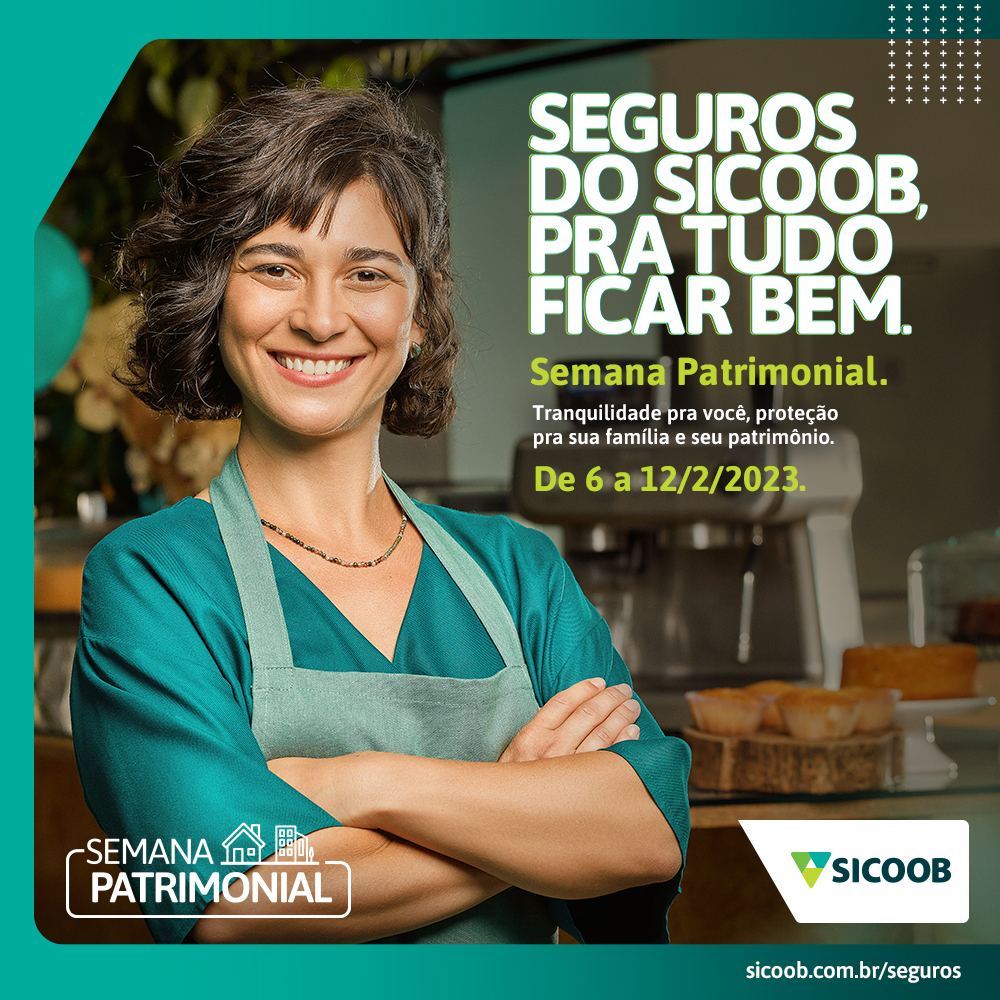 SEGUROS
DO SICOOB,
PRA TUDO
FICAR BEM.
Semana Patrimonial.
Tranquilidade pra você, proteção
pra sua família e seu patrimônio.
De 6 a 12/2/2023.
SEMANA
PATRIMONIAL
SICOOB
sicoob.com.br/seguros